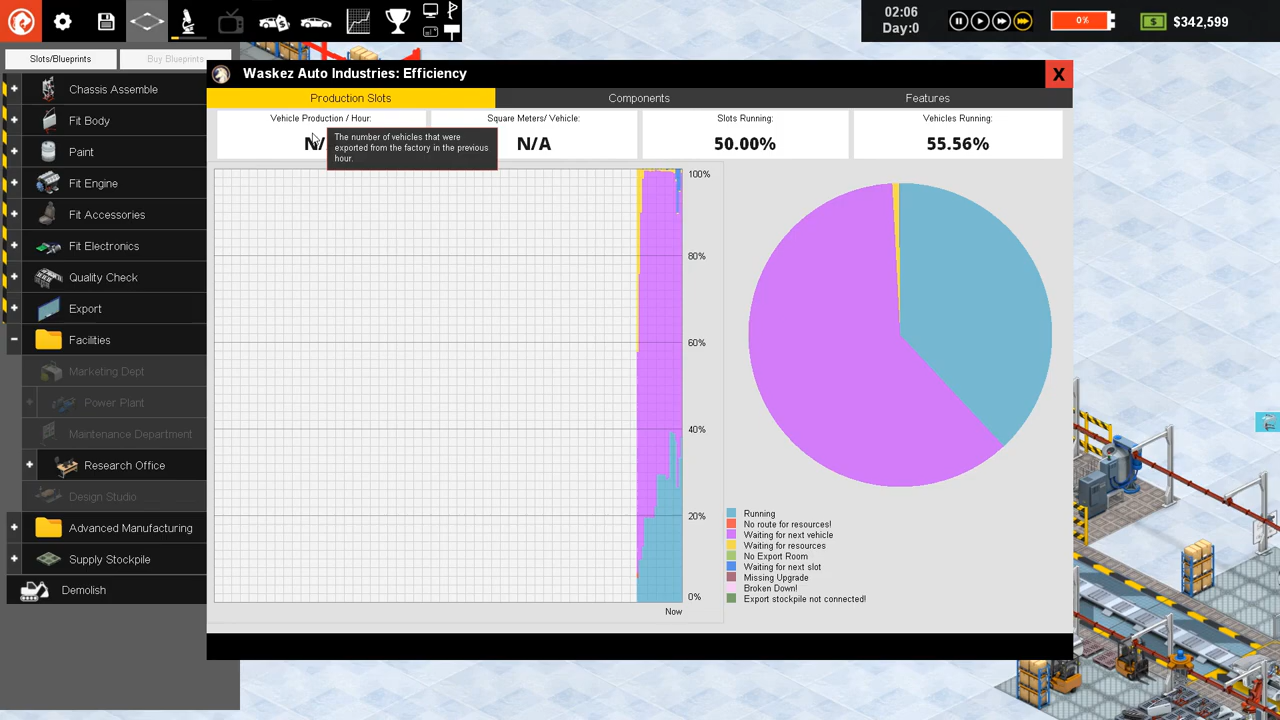 02:06
Day:0
0%
$ $342,599
Slots/Blueprints
Buy Blueprints
Waskez Auto Industries: Efficiency
X
Chassis Assemble
Production Slots
Components
Features
Fit Body
Vehicle Production / Hour:
Square Meters/ Vehicle:
Slots Running:
Vehicles Running:
The number of vehicles that were
exported from the factory in the previous
hour.
N/
N/A
50.00%
55.56%
Paint
Fit Engine
Fit Accessories
Fit Electronics
Quality Check
Export
Facilities
Marketing Dept
Power Plant
Maintenance Department
Research Office
Design Studio
Advanced Manufacturing
Supply Stockpile
Demolish
100%
80%
60%
40%
20%
0%
Now
Running
No route for resources!
Waiting for next vehicle
Waiting for resources
No Export Room
Waiting for next slot
Missing Upgrade
Broken Down!
Export stockpile not connected!